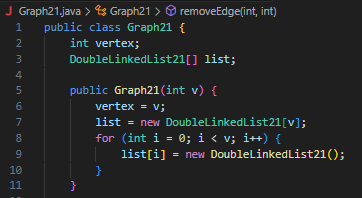 Graph21.java > Graph21 > removeEdge(int, int)
1 public class Graph21 {
2     int vertex;
3     DoubleLinkedList21[] list;
4
5     public Graph21(int v) {
6         vertex = v;
7         list = new DoubleLinkedList21[v];
8         for (int i = 0; i < v; i++) {
9             list[i] = new DoubleLinkedList21();
10         }
11     }